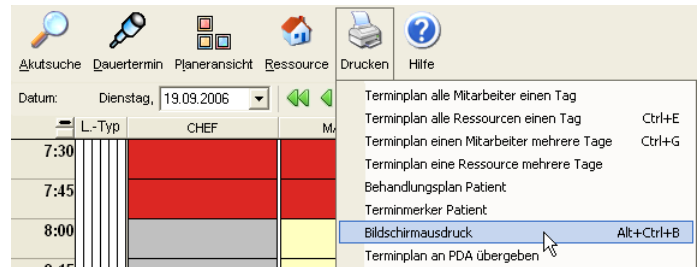 Akutsuche Dauertermin Planeransicht Ressource Drucken Hilfe
Datum: Dienstag, 19.09.2006
L.-Typ CHEF
7:30
7:45
8:00
Terminplan alle Mitarbeiter einen Tag
Terminplan alle Ressourcen einen Tag Ctrl+E
Terminplan einen Mitarbeiter mehrere Tage Ctrl+G
Terminplan eine Ressource mehrere Tage
Behandlungsplan Patient
Terminmerker Patient
Bildschirmausdruck Alt+Ctrl+B
Terminplan an PDA übergeben